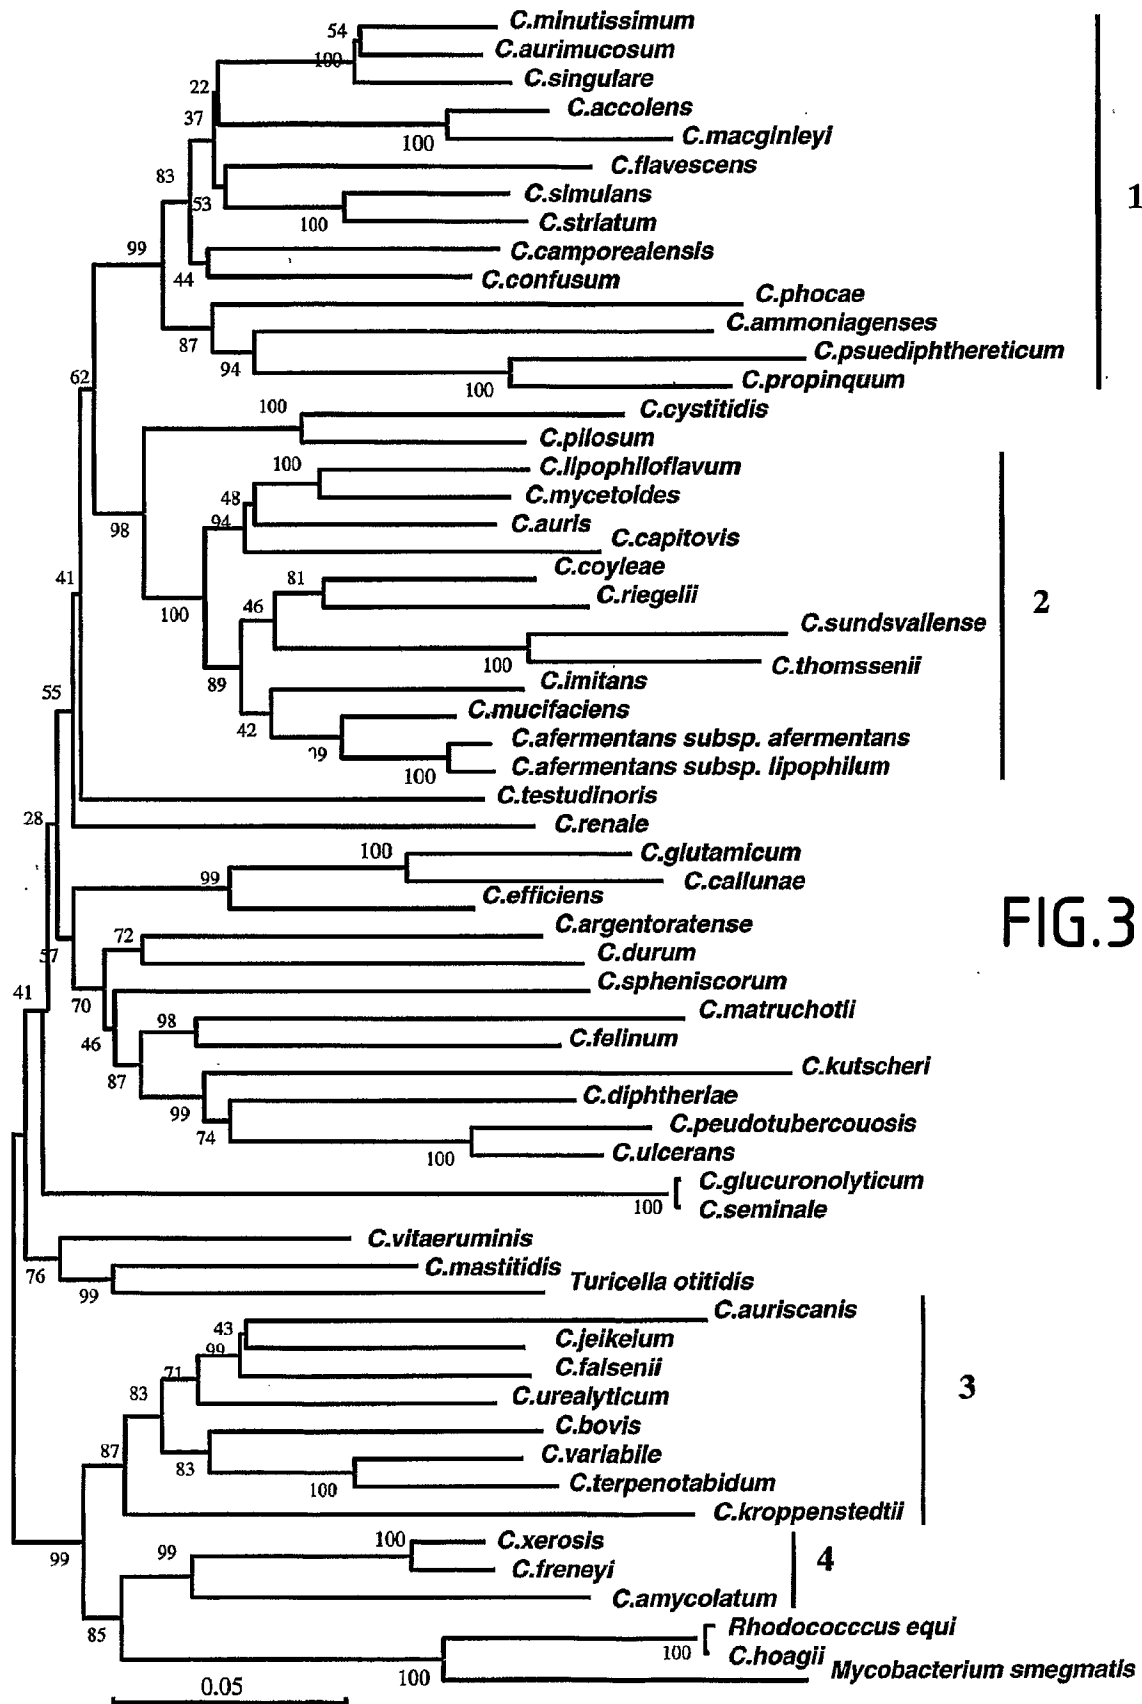 54
C.minutissimum
C.aurimucosum
100
C.singulare
22
C.accolens
37
100
C.macginleyi
C.flavescens
83
C.simulans
53
100
C.striatum
99
C.camporealensis
44
C.confusum
C.phocae
87
C.ammoniagenses
94
C.psuediphthereticum
100
C.propinquum
1
62
100
C.cystitidis
C.pilosum
100
C.lipophiloflavum
48
C.mycetoides
94
C.auris
98
C.capitovis
41
81
C.coyleae
46
C.riegelii
100
C.sundsvallense
100
C.thomssenii
2
89
C.imitans
55
C.mucifaciens
42
C.afermentans subsp. afermentans
100
C.afermentans subsp. lipophilum
C.testudinoris
28
C.renale
100
C.glutamicum
99
C.callunae
C.efficiens
FIG.3
72
C.argentoratense
57
C.durum
C.spheniscorum
41
70
98
C.matruchotii
46
C.felinum
87
C.kutscheri
99
C.diphtheriae
74
C.peudotubercouosis
100
C.ulcerans
C.glucuronolyticum
100
C.seminale
C.vitaeruminis
76
C.mastitidis
99
Turicella otitidis
C.auriscanis
43
C.jeikeium
99
C.falsenii
71
C.urealyticum
83
C.bovis
87
83
C.variabile
100
C.terpenotabidum
C.kroppenstedtii
3
99
100
C.xerosis
99
C.freneyi
C.amycolatum
4
85
Rhodococccus equi
100
C.hoagii
100
Mycobacterium smegmatis
0.05